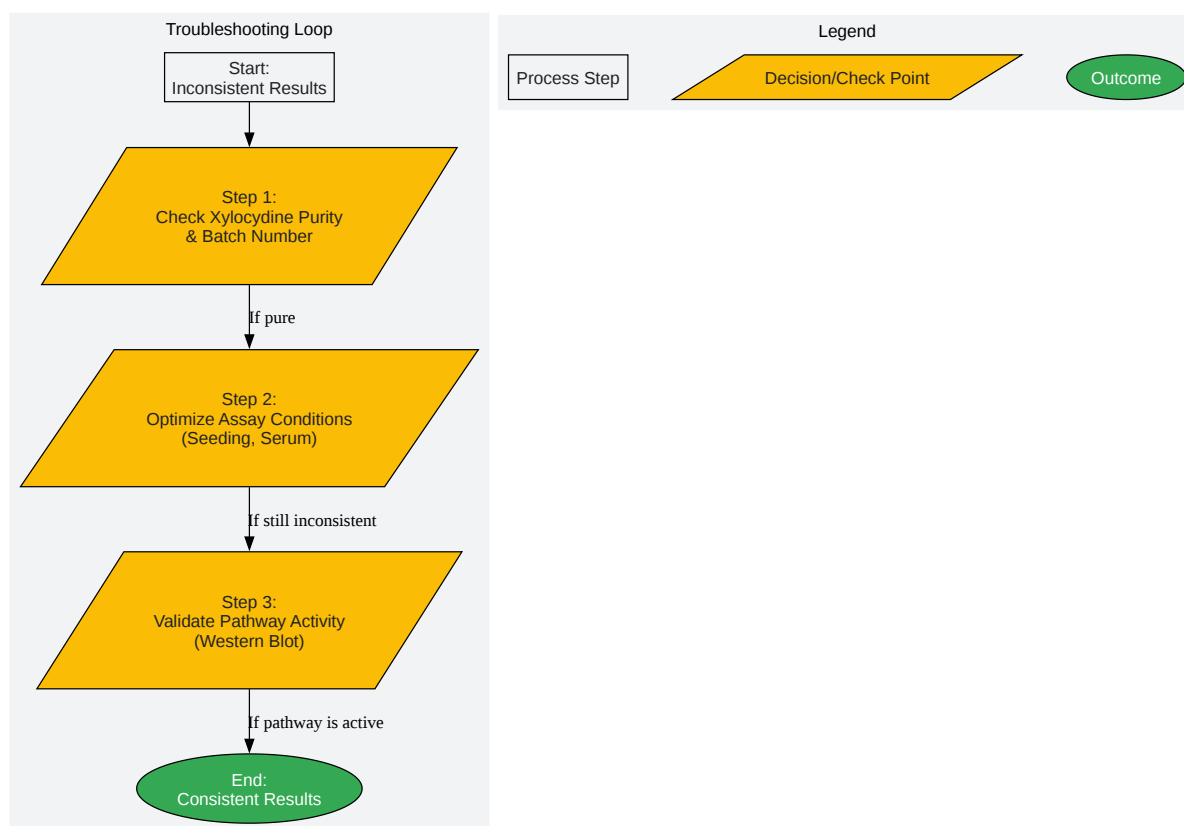 Troubleshooting Loop
Start:
Inconsistent Results
Step 1:
Check Xylocydine Purity
& Batch Number
If pure
Step 2:
Optimize Assay Conditions
(Seeding, Serum)
If still inconsistent
Step 3:
Validate Pathway Activity
(Western Blot)
If pathway is active
End:
Consistent Results
Legend
Process Step
Decision/Check Point
Outcome